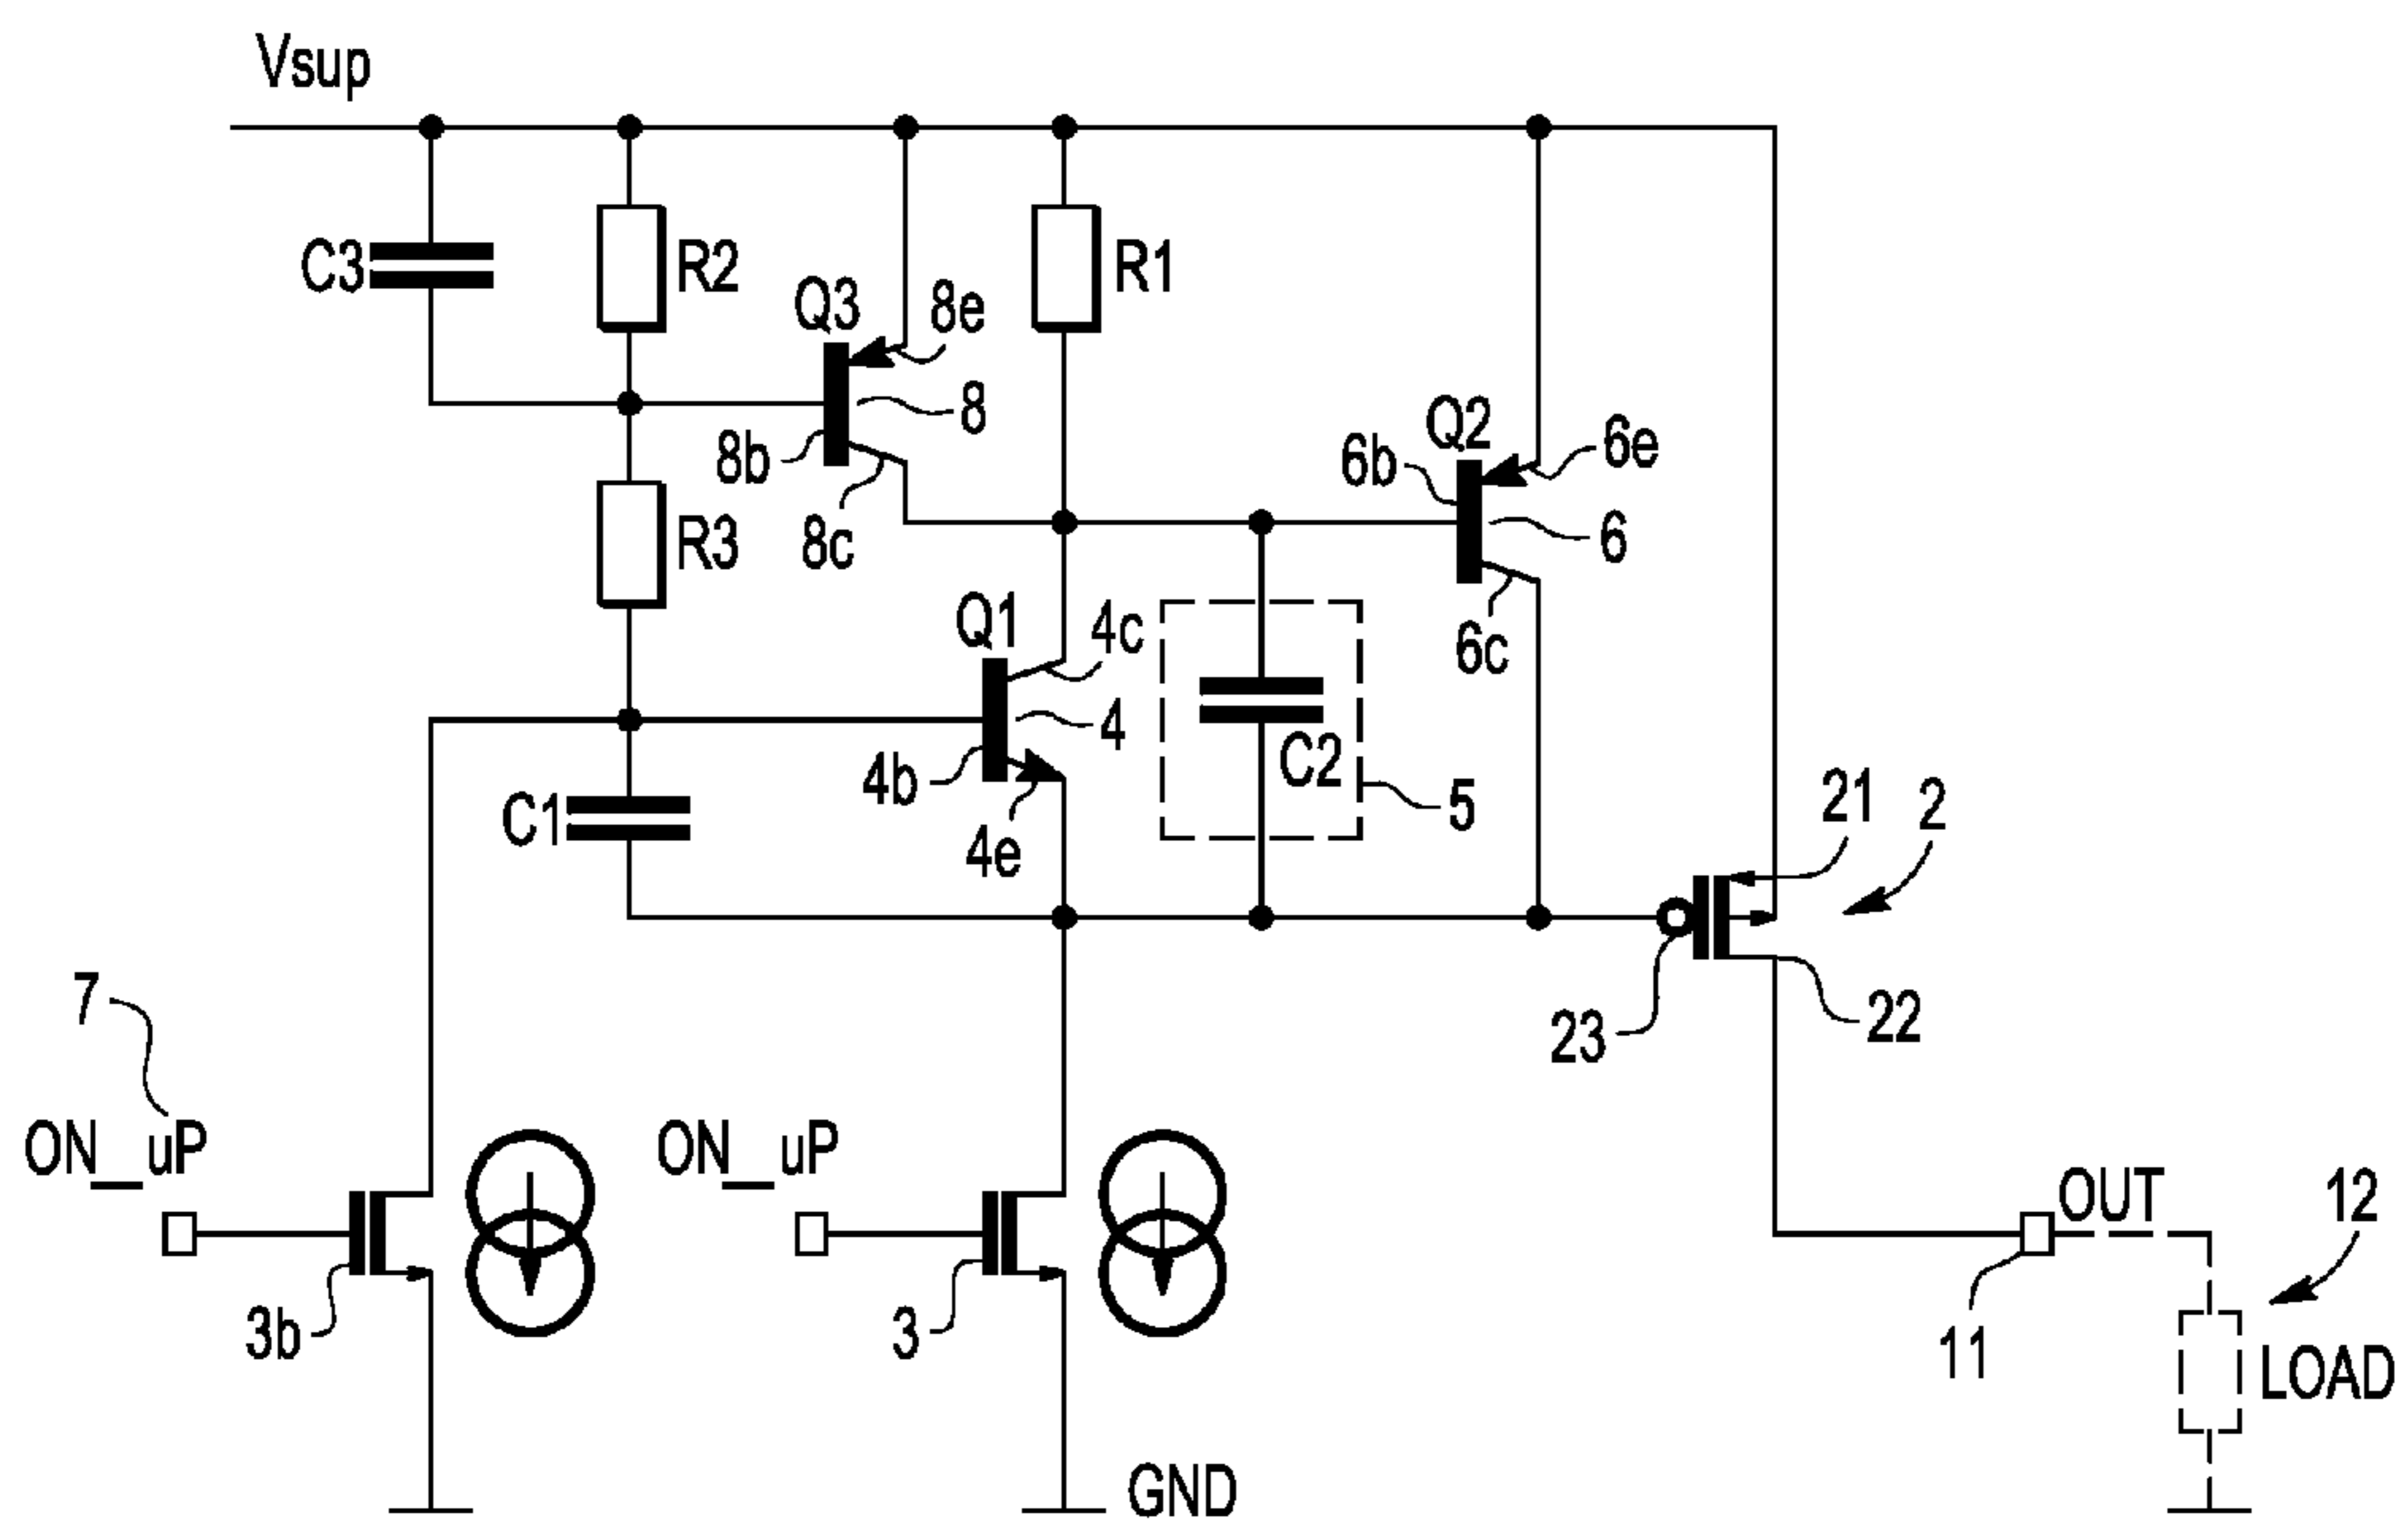 Vsup
C3
R2
Q3
8e
R1
8
8b
8c
Q2
6b
6e
6
6c
R3
Q1
4c
4
4b
4e
C1
C2
5
21
2
23
22
7
ON_uP
3b
ON_uP
3
GND
OUT
11
12
LOAD